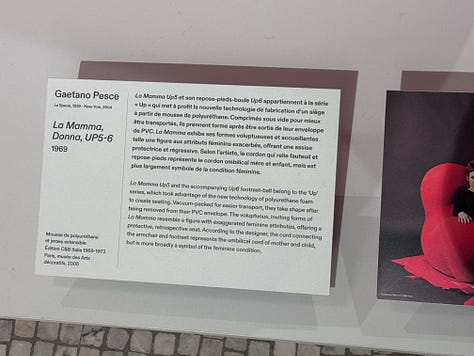 Gaetano Pesce
La Spezia, 1939 - New York, 2024
La Mamma,
Donna, UP5-6
1969
Mousse de polyuréthane
et jersey extensible
Édition C&B Italia 1969-1973
Paris, musée des Arts
décoratifs, 2005
La Mamma Up5 et son repose-pieds-boule Up6 appartiennent à la série
« Up » qui met à profit la nouvelle technologie de fabrication d'un siège
à partir de mousse de polyuréthane. Comprimés sous vide pour mieux
être transportés, ils prennent forme après être sortis de leur enveloppe
de PVC. La Mamma exhibe ses formes voluptueuses et accueillantes
telle une figure aux attributs féminins exacerbés, offrant une assise
protectrice et régressive. Selon l'artiste, le cordon qui relie fauteuil et
repose-pieds représente le cordon ombilical mère et enfant, mais est
plus largement symbole de la condition féminine.
La Mamma Up5 and the accompanying Up6 footrest-ball belong to the 'Up'
series, which took advantage of the new technology of polyurethane foam
to create seating. Vacuum-packed for easier transport, they take shape after
being removed from their PVC envelope. The voluptuous, inviting forms of
La Mamma resemble a figure with exaggerated feminine attributes, offering a
protective, retrospective seat. According to the designer, the cord connecting
the armchair and footrest represents the umbilical cord of mother and child,
but is more broadly a symbol of the feminine condition.